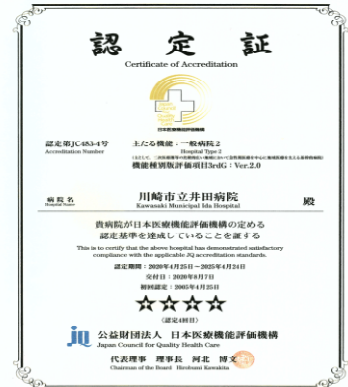 認定証
Certificate of Accreditation
日本医療機能評価機構
認定第JC483-4号
Accreditation Number
主たる機能:一般病院2
Hospital Type 2
機能種別版評価項目3rdG:Ver.2.0
病院名
Hospital Name
川崎市立井田病院
Kawasaki Municipal Ida Hospital
殿
貴病院が日本医療機能評価機構の定める
認定基準を達成していることを証する
This is to certify that the above hospital has demonstrated satisfactory
compliance with the applicable JQ accreditation standards.
認定期間:2020年4月25日~2025年4月24日
交付日:2020年8月7日
初回認定:2005年4月25日
(認定4回目)
jq 公益財団法人 日本医療機能評価機構
Japan Council for Quality Health Care
代表理事 理事長 河北 博文
Chairman of the Board Hirobumi Kawakita